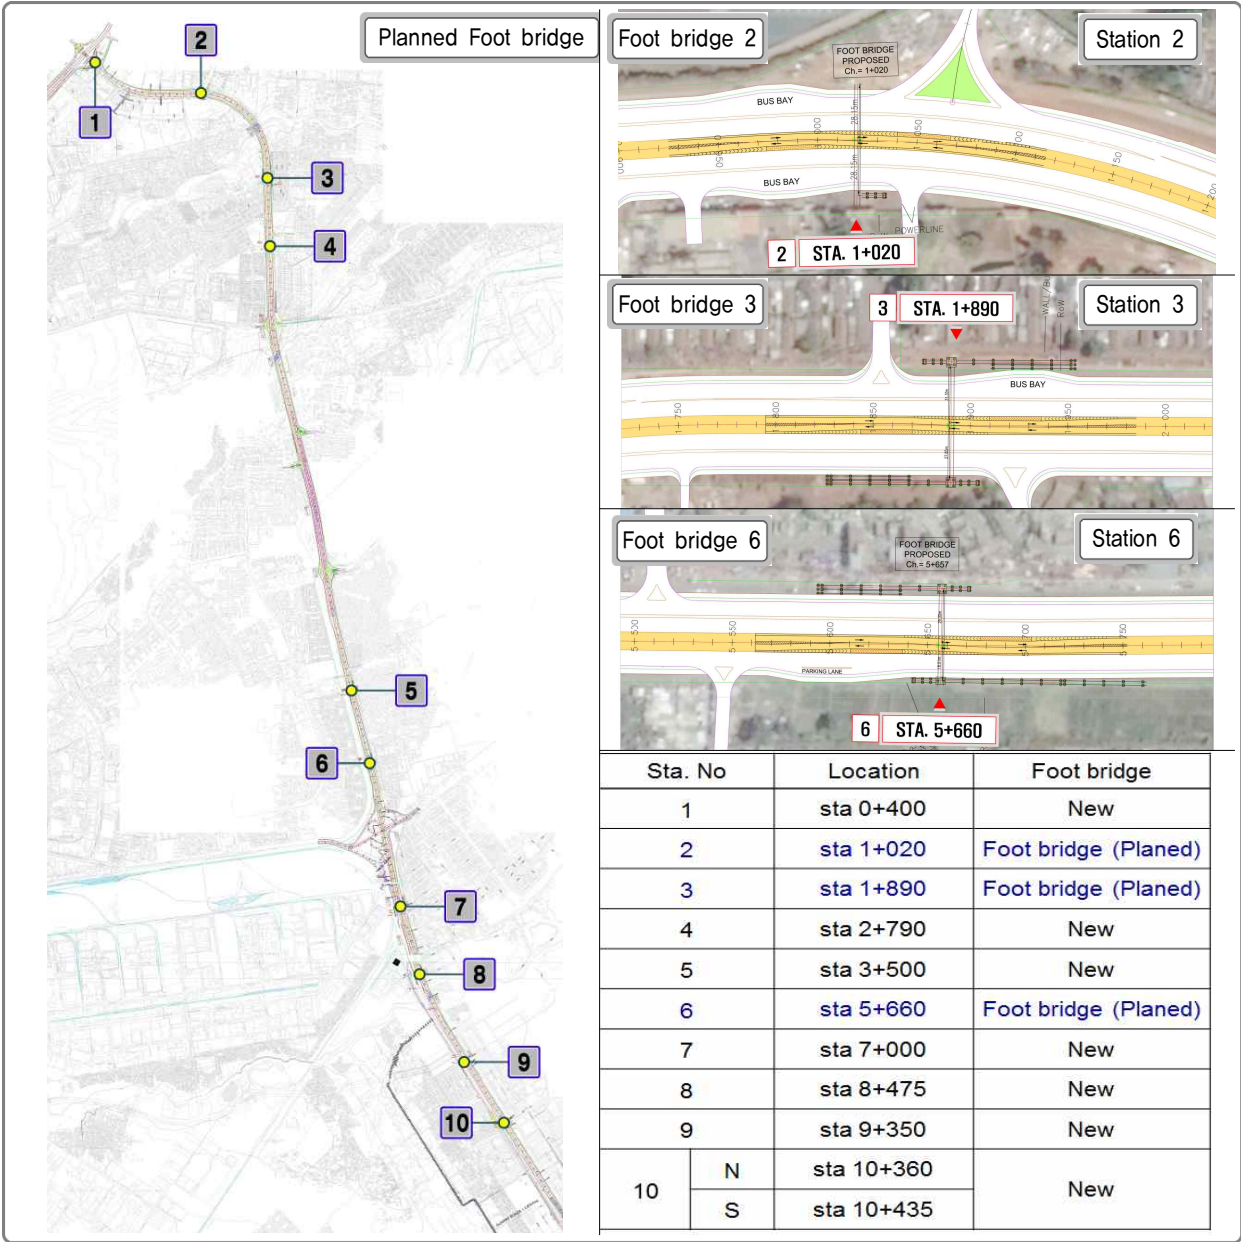 Planned Foot bridge
1
2
3
4
5
6
7
8
9
10
Foot bridge 2
Station 2
FOOT BRIDGE
PROPOSED
Ch.= 1+020
BUS BAY
BUS BAY
POWERLINE
2 STA. 1+020
Foot bridge 3
Station 3
3 STA. 1+890
BUS BAY
Foot bridge 6
Station 6
FOOT BRIDGE
PROPOSED
Ch.= 5+657
PARKING LANE
6 STA. 5+660
Sta. No Location Foot bridge
1 sta 0+400 New
2 sta 1+020 Foot bridge (Planed)
3 sta 1+890 Foot bridge (Planed)
4 sta 2+790 New
5 sta 3+500 New
6 sta 5+660 Foot bridge (Planed)
7 sta 7+000 New
8 sta 8+475 New
9 sta 9+350 New
10 N sta 10+360 New
S sta 10+435